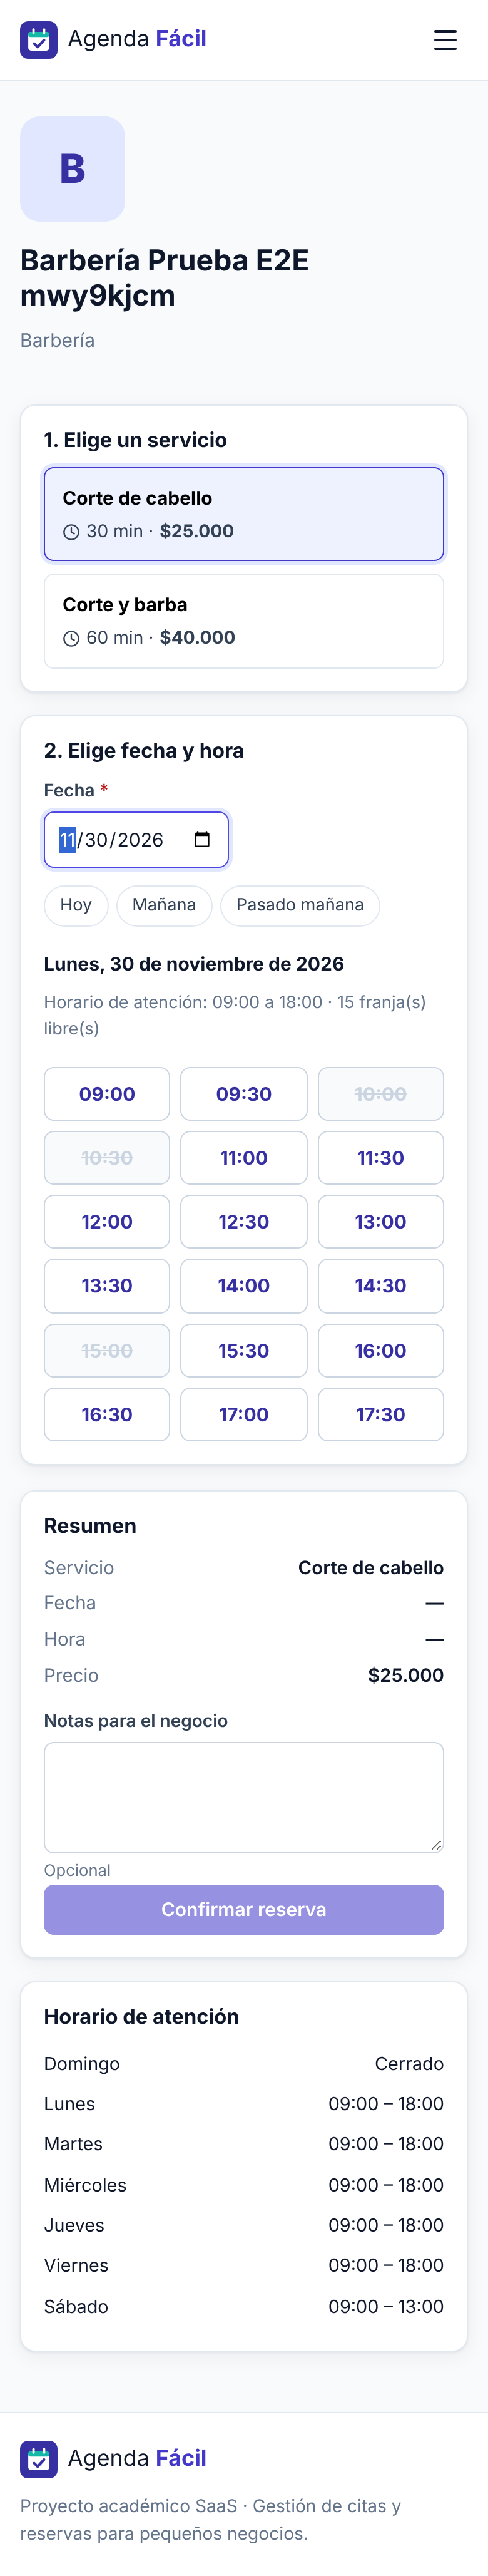 Agenda Fácil
B
Barbería Prueba E2E
mwy9kjcm
Barbería
1. Elige un servicio
Corte de cabello
30 min · $25.000
Corte y barba
60 min · $40.000
2. Elige fecha y hora
Fecha *
11/30/2026
Hoy Mañana Pasado mañana
Lunes, 30 de noviembre de 2026
Horario de atención: 09:00 a 18:00 · 15 franja(s)
libre(s)
09:00 09:30 10:00
10:30 11:00 11:30
12:00 12:30 13:00
13:30 14:00 14:30
15:00 15:30 16:00
16:30 17:00 17:30
Resumen
Servicio Corte de cabello
Fecha —
Hora —
Precio $25.000
Notas para el negocio
Opcional
Confirmar reserva
Horario de atención
Domingo Cerrado
Lunes 09:00 – 18:00
Martes 09:00 – 18:00
Miércoles 09:00 – 18:00
Jueves 09:00 – 18:00
Viernes 09:00 – 18:00
Sábado 09:00 – 13:00
Agenda Fácil
Proyecto académico SaaS · Gestión de citas y
reservas para pequeños negocios.